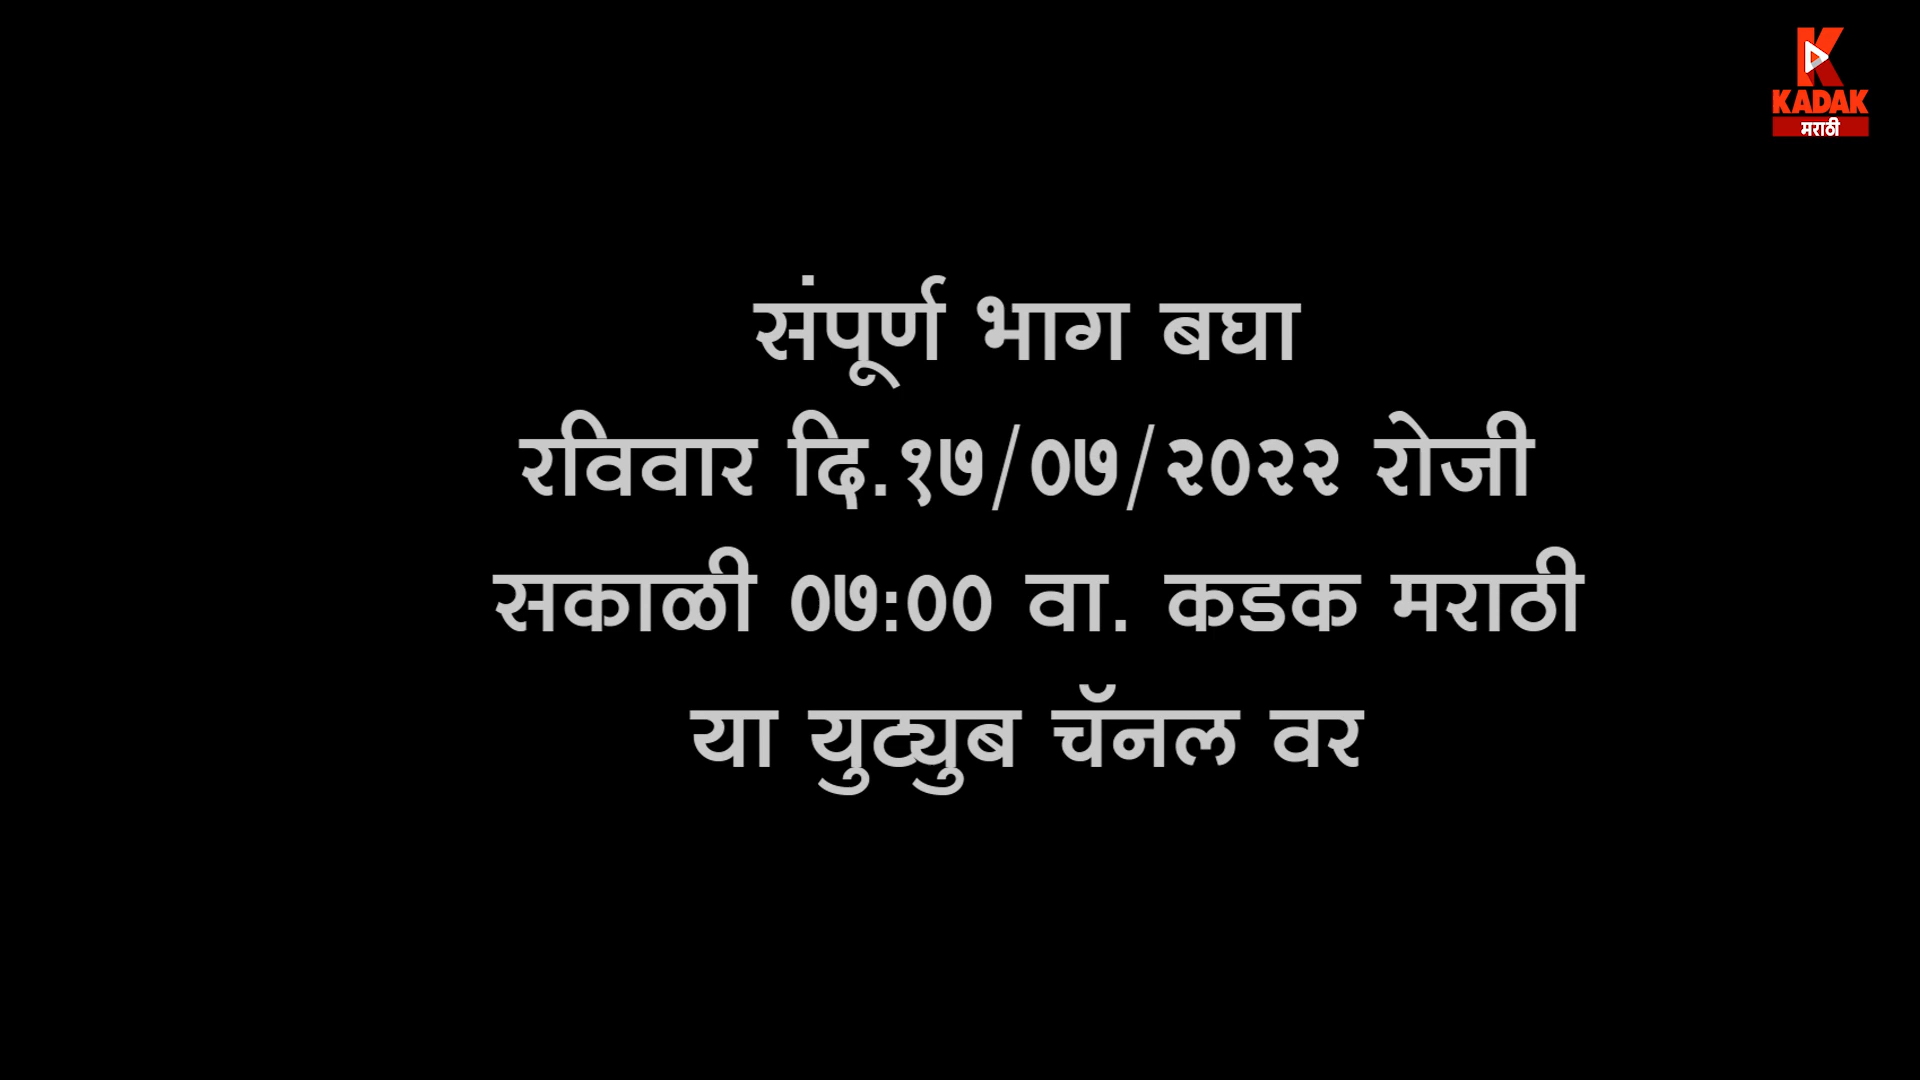 KADAK
मराठी
संपूर्ण भाग बघा
रविवार दि.१७/०७/२०२२ रोजी
सकाळी ०७:०० वा. कडक मराठी
या युट्युब चॅनल वर